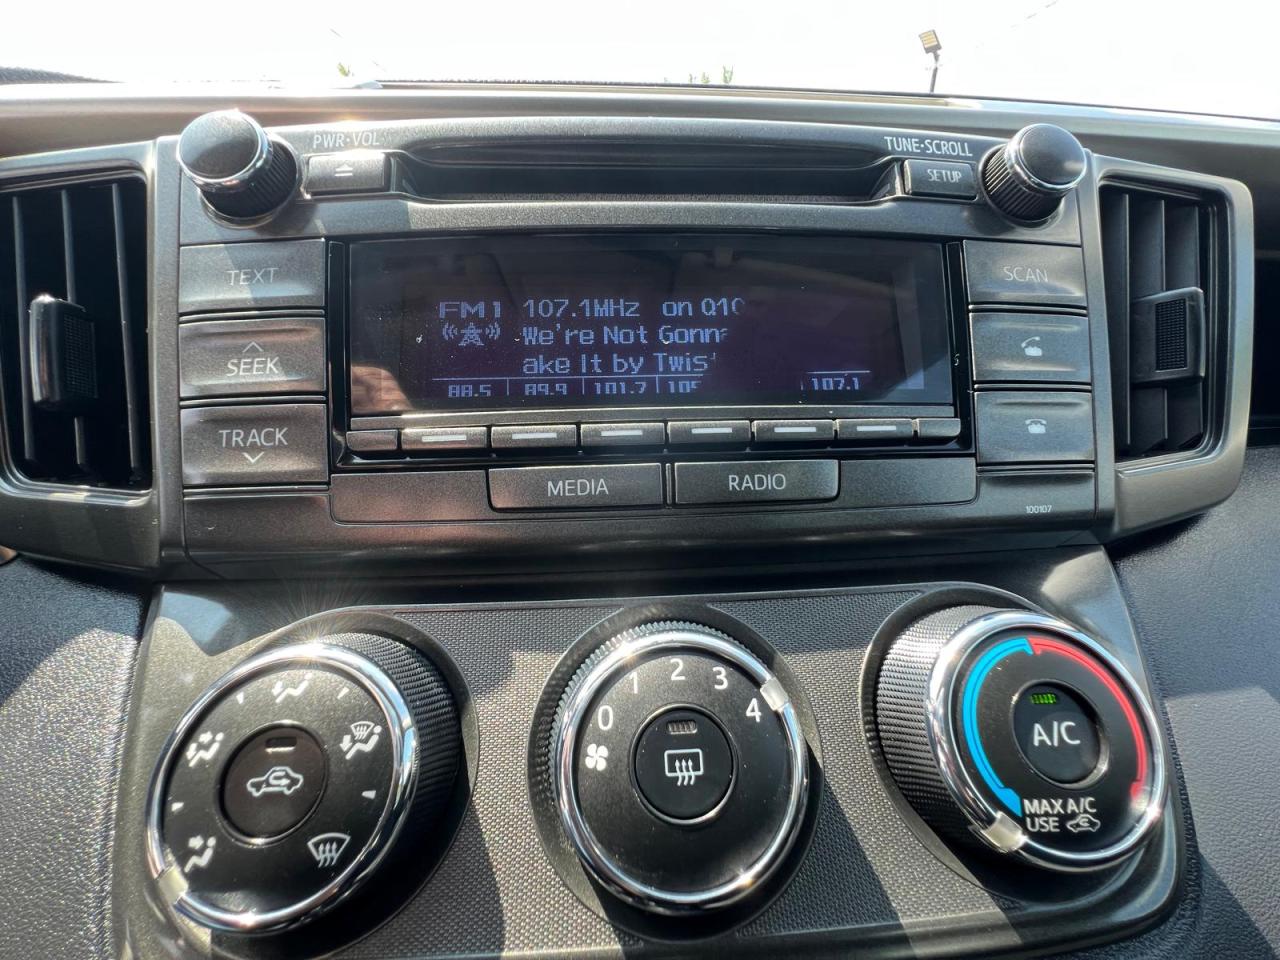 PWR·VOL
TUNE·SCROLL
SETUP
TEXT
SCAN
FM1 107.1MHz on Q10
We're Not Gonna
ake It by Twis
SEEK
88.5 89.9 101.7 105 107.1
TRACK
MEDIA
RADIO
100107
0 1 2 3 4
A/C
MAX A/C
USE